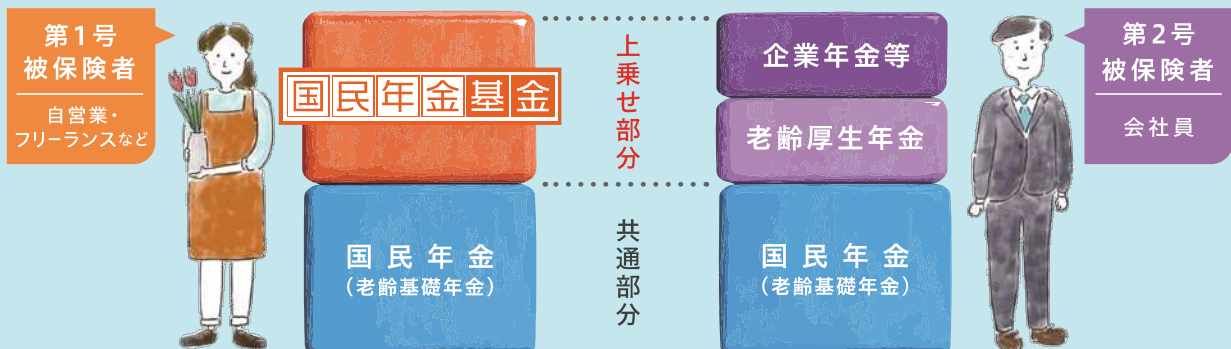 第1号
被保険者
自営業・
フリーランスなど
国民年金基金
国民年金
（老齢基礎年金）
上乗せ部分
共通部分
企業年金等
老齢厚生年金
国民年金
（老齢基礎年金）
第2号
被保険者
会社員